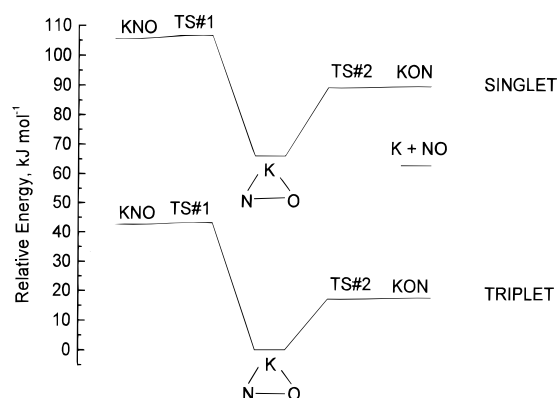 110
100
90
80
70
60
50
40
30
20
10
0
Relative Energy, kJ mol⁻¹
KNO TS#1
TS#2 KON
SINGLET
K + NO
K
N O
KNO TS#1
TS#2 KON
TRIPLET
K
N O